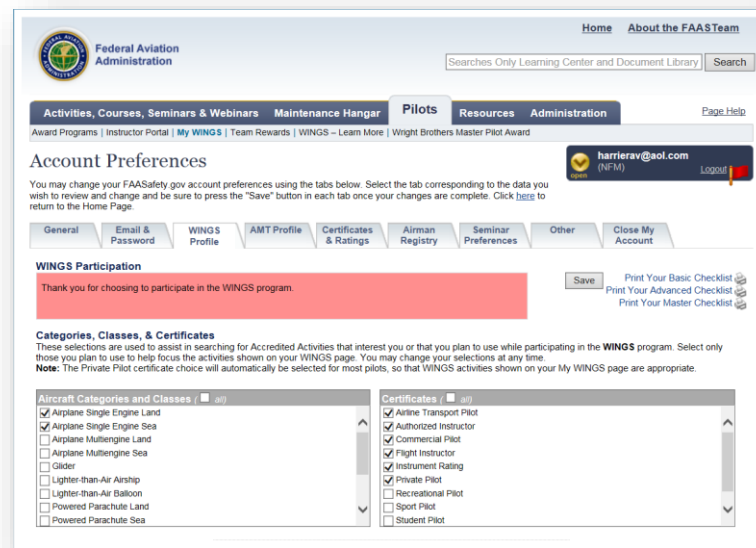 Home About the FAASTeam
Federal Aviation
Administration
Searches Only Learning Center and Document Library Search
Activities, Courses, Seminars & Webinars Maintenance Hangar Pilots Resources Administration Page Help
Award Programs | Instructor Portal | My WINGS | Team Rewards | WINGS – Learn More | Wright Brothers Master Pilot Award
Account Preferences
open harrierav@aol.com
(NFM) Logout
You may change your FAASafety.gov account preferences using the tabs below. Select the tab corresponding to the data you
wish to review and change and be sure to press the "Save" button in each tab once your changes are complete. Click here to
return to the Home Page.
General Email & Password WINGS Profile AMT Profile Certificates & Ratings Airman Registry Seminar Preferences Other Close My Account
WINGS Participation
Thank you for choosing to participate in the WINGS program.
Save
Print Your Basic Checklist
Print Your Advanced Checklist
Print Your Master Checklist
Categories, Classes, & Certificates
These selections are used to assist in searching for Accredited Activities that interest you or that you plan to use while participating in the WINGS program. Select only
those you plan to use to help focus the activities shown on your WINGS page. You may change your selections at any time.
Note: The Private Pilot certificate choice will automatically be selected for most pilots, so that WINGS activities shown on your My WINGS page are appropriate.
Aircraft Categories and Classes ( all)
Airplane Single Engine Land
Airplane Single Engine Sea
Airplane Multiengine Land
Airplane Multiengine Sea
Glider
Lighter-than-Air Airship
Lighter-than-Air Balloon
Powered Parachute Land
Powered Parachute Sea
Certificates ( all)
Airline Transport Pilot
Authorized Instructor
Commercial Pilot
Flight Instructor
Instrument Rating
Private Pilot
Recreational Pilot
Sport Pilot
Student Pilot